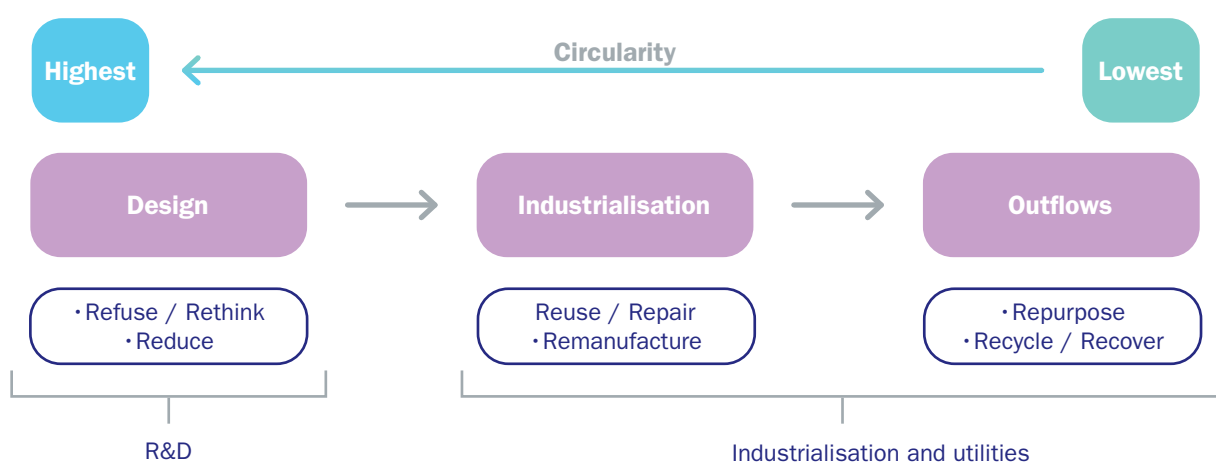 Circularity
Highest
Lowest
Design
Industrialisation
Outflows
· Refuse / Rethink
· Reduce
Reuse / Repair
· Remanufacture
· Repurpose
· Recycle / Recover
R&D
Industrialisation and utilities